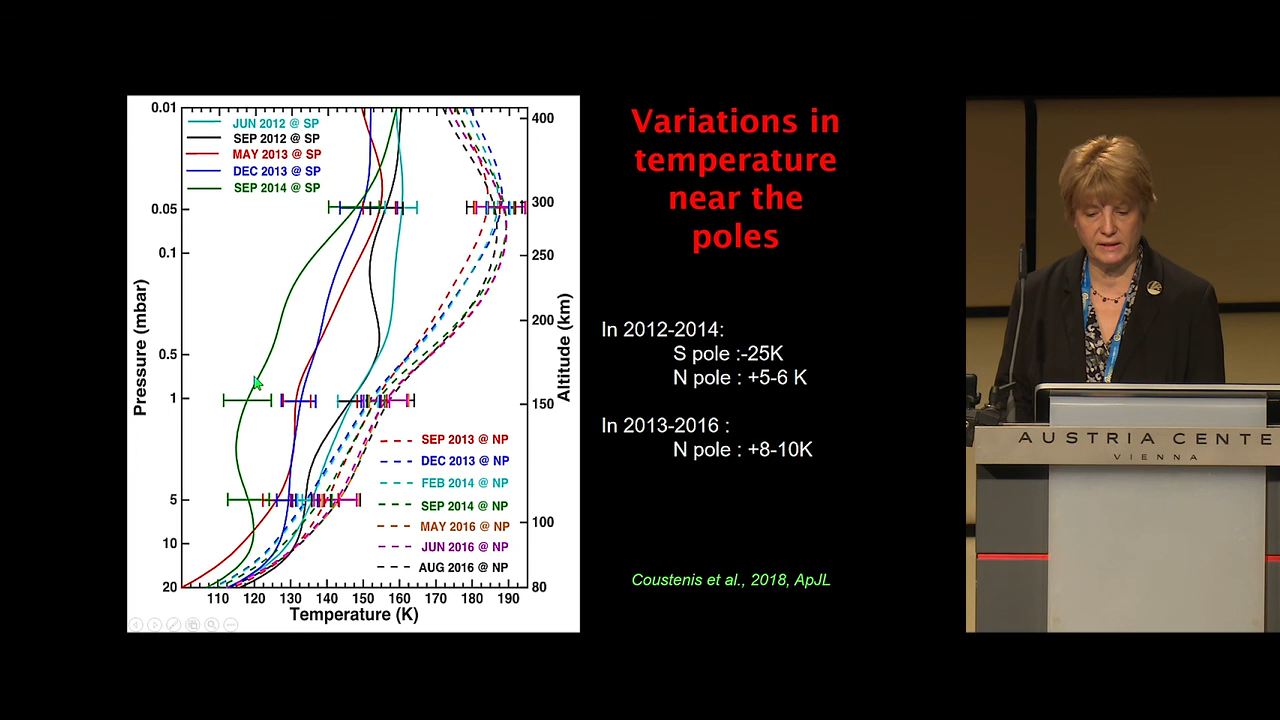 0.01
0.05
0.1
0.5
1
5
10
20
Pressure (mbar)
JUN 2012 @ SP
SEP 2012 @ SP
MAY 2013 @ SP
DEC 2013 @ SP
SEP 2014 @ SP
SEP 2013 @ NP
DEC 2013 @ NP
FEB 2014 @ NP
SEP 2014 @ NP
MAY 2016 @ NP
JUN 2016 @ NP
AUG 2016 @ NP
400
300
250
200
150
100
80
Altitude (km)
110 120 130 140 150 160 170 180 190
Temperature (K)
Variations in
temperature
near the
poles
In 2012-2014:
S pole :-25K
N pole : +5-6 K
In 2013-2016 :
N pole : +8-10K
Coustenis et al., 2018, ApJL
AUSTRIA CENTE
VIENNA